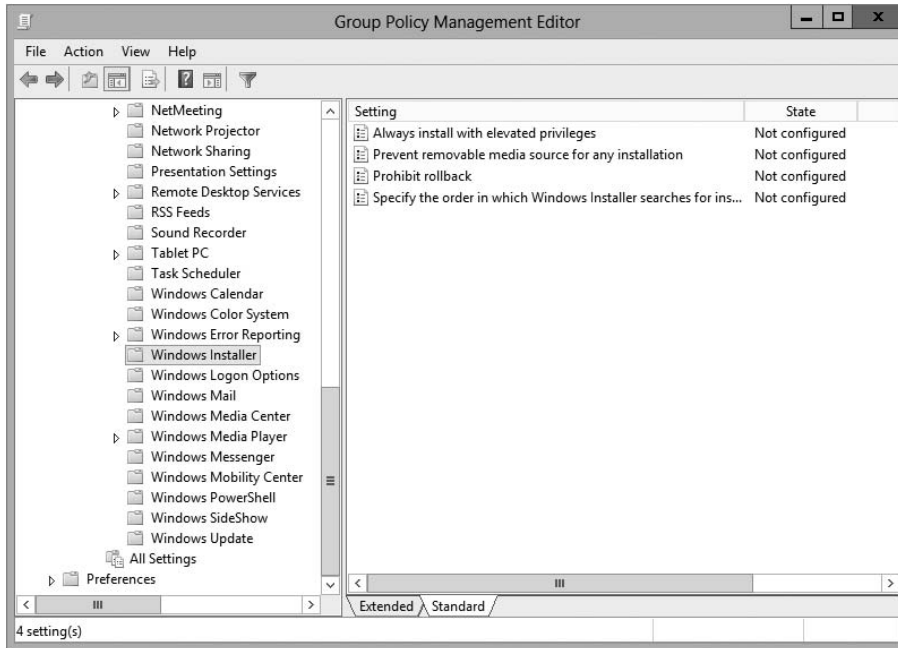 Group Policy Management Editor
File Action View Help
NetMeeting
Network Projector
Network Sharing
Presentation Settings
Remote Desktop Services
RSS Feeds
Sound Recorder
Tablet PC
Task Scheduler
Windows Calendar
Windows Color System
Windows Error Reporting
Windows Installer
Windows Logon Options
Windows Mail
Windows Media Center
Windows Media Player
Windows Messenger
Windows Mobility Center
Windows PowerShell
Windows SideShow
Windows Update
All Settings
Preferences
Setting State
Always install with elevated privileges Not configured
Prevent removable media source for any installation Not configured
Prohibit rollback Not configured
Specify the order in which Windows Installer searches for ins... Not configured
Extended Standard
4 setting(s)